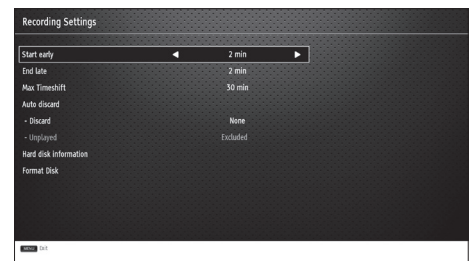 Recording Settings
Start early 2 min
End late 2 min
Max Timeshift 30 min
Auto discard
- Discard None
- Unplayed Excluded
Hard disk information
Format Disk
MENU Exit